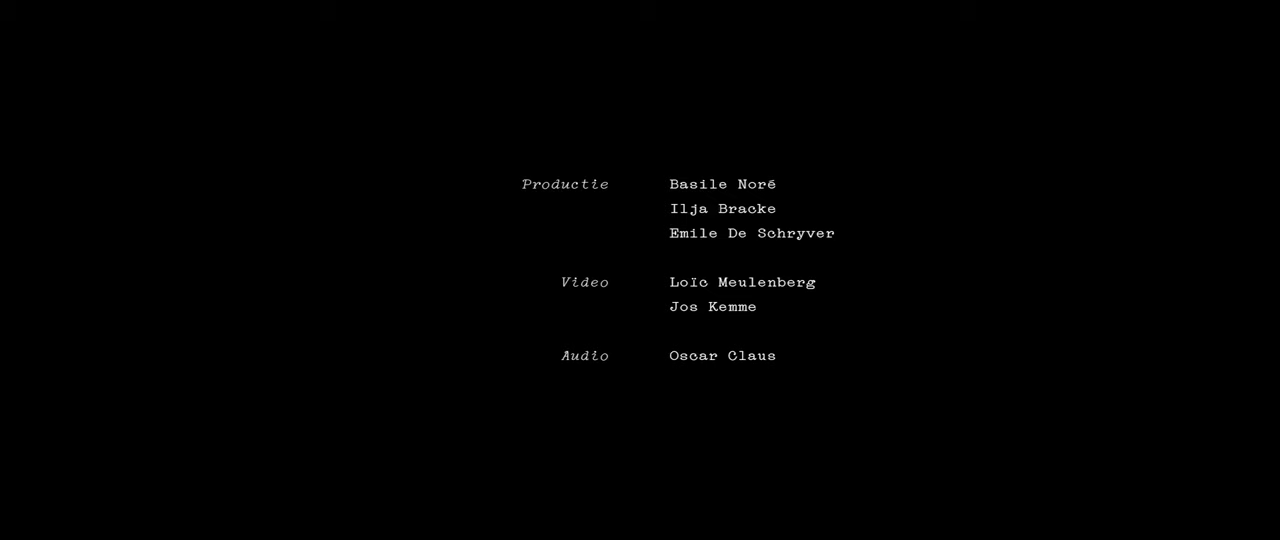 Productie Basile Noré
Ilja Bracke
Emile De Schryver
Video Loïc Meulenberg
Jos Kemme
Audio Oscar Claus